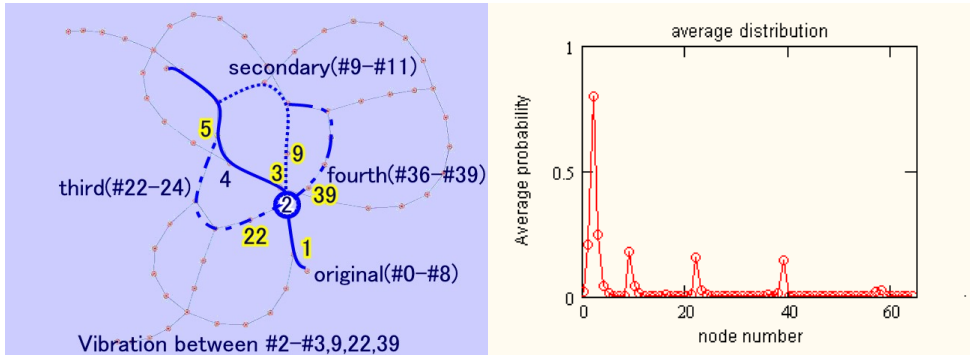 secondary(#9-#11)
5
9
4
3
fourth(#36-#39)
third(#22-24)
39
2
22
1
original(#0-#8)
Vibration between #2-#3,9,22,39
average distribution
1
Average probability
0.5
0
0
20
40
60
node number